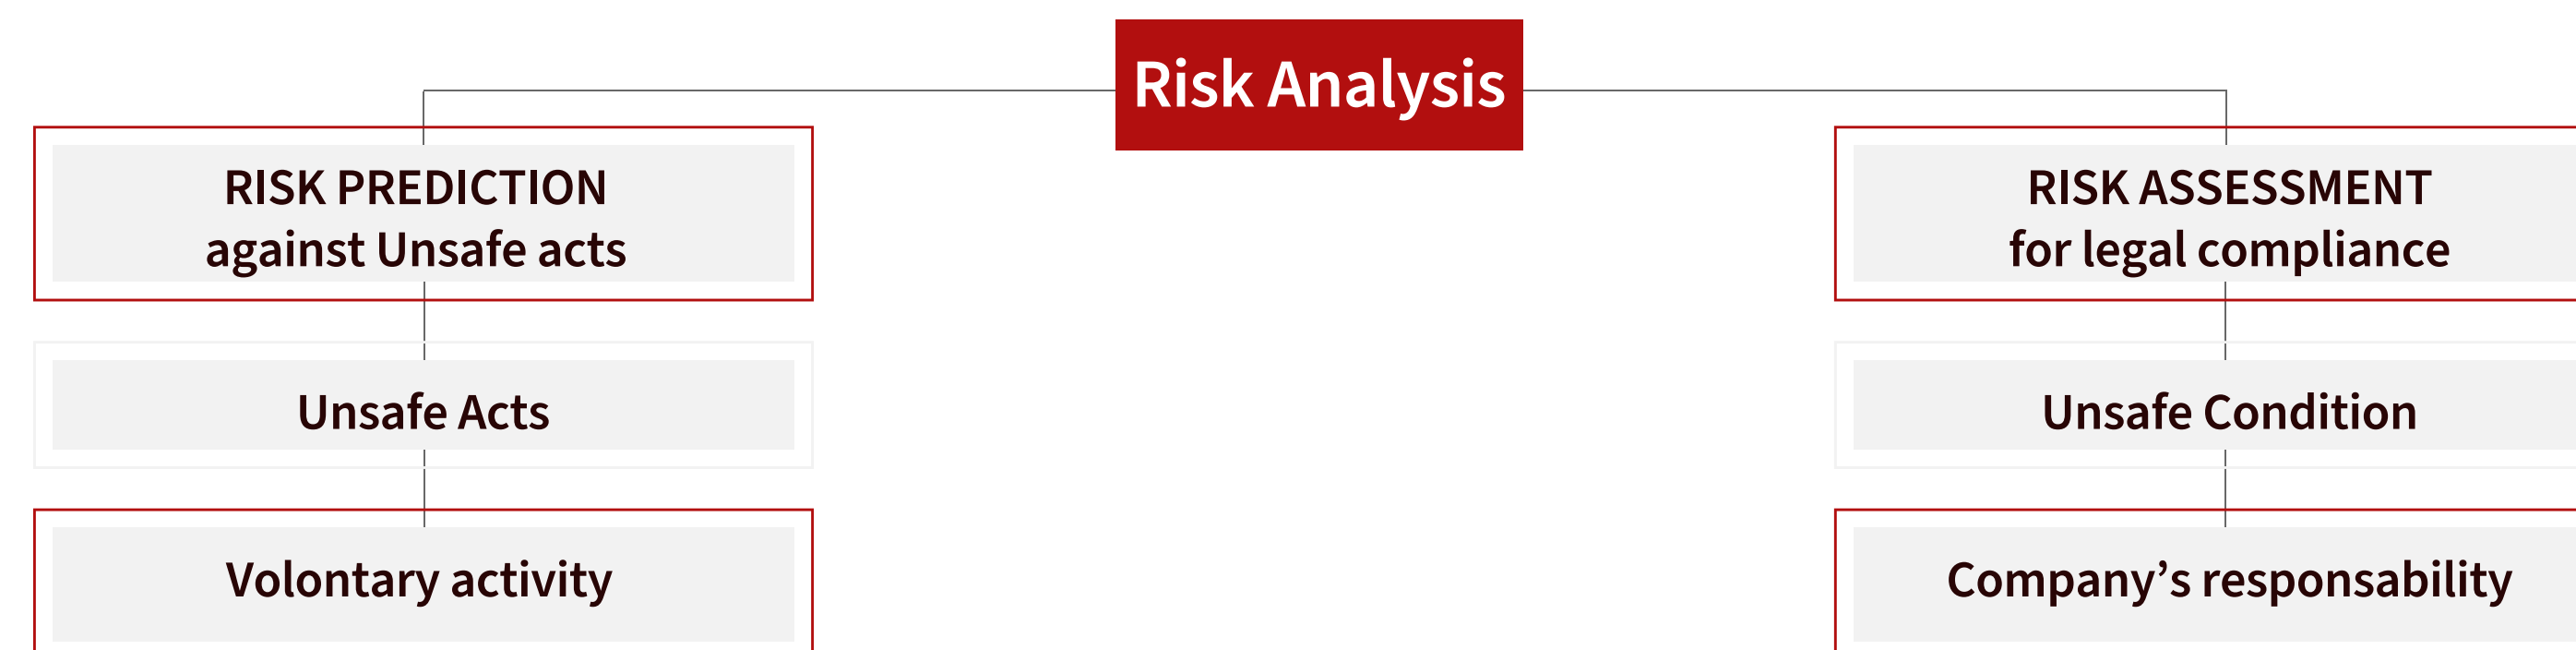 Risk Analysis
RISK PREDICTION
against Unsafe acts
Unsafe Acts
Volontary activity
RISK ASSESSMENT
for legal compliance
Unsafe Condition
Company’s responsability